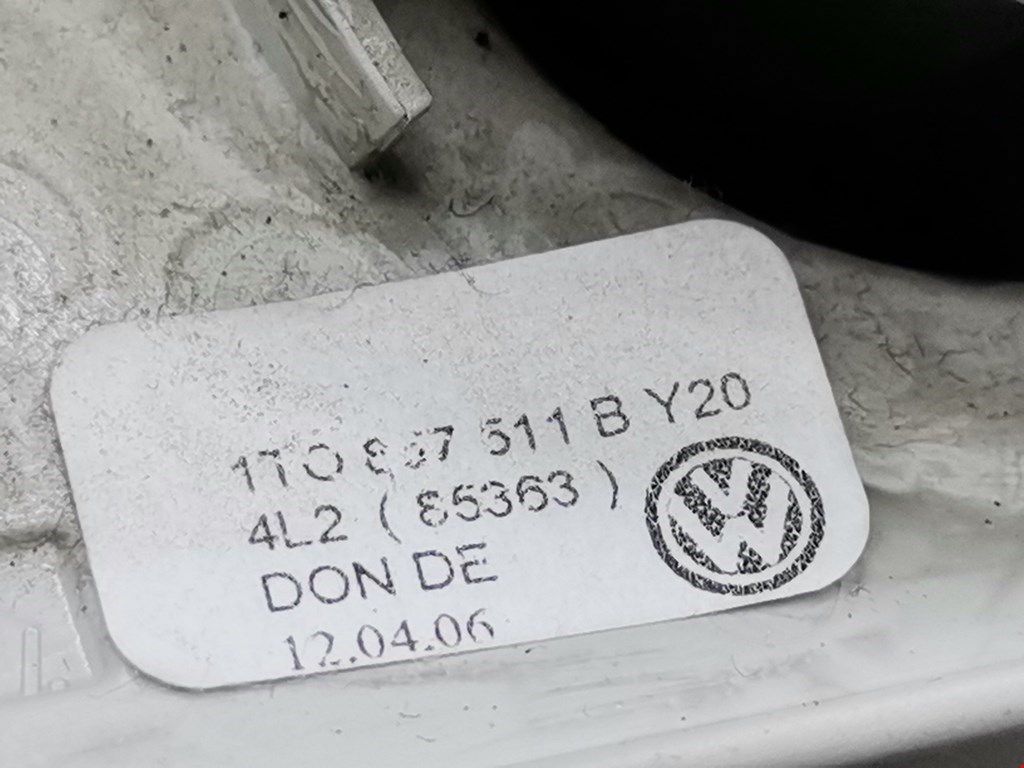 1T0 857 511 B Y20
4L2 ( 85363 )
DON DE
12.04.06